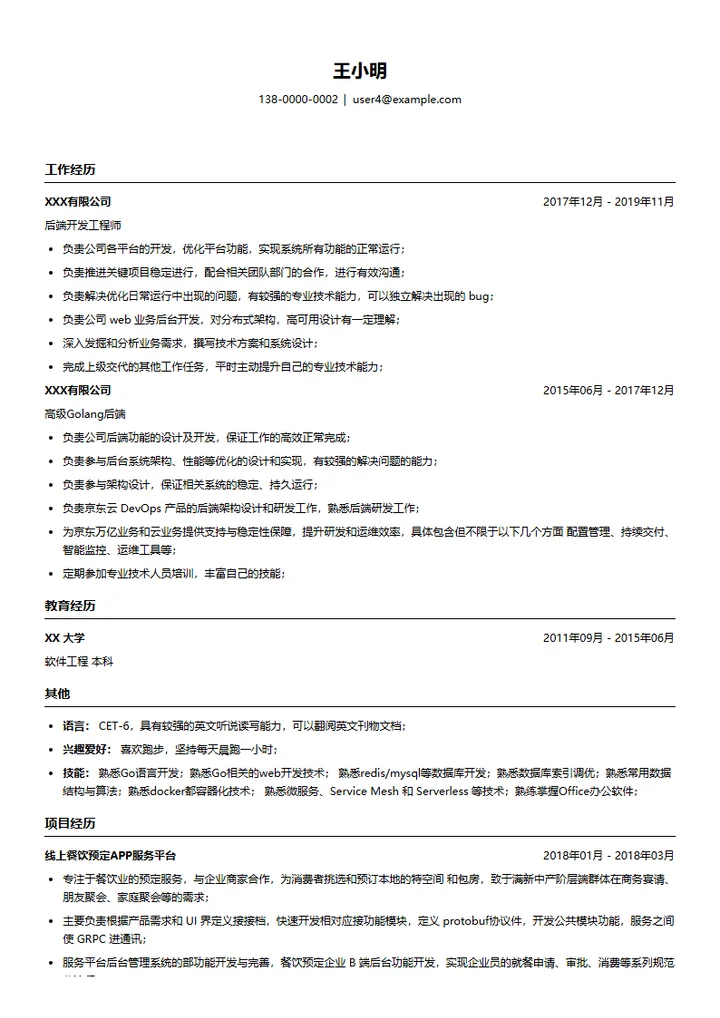 王小明
138-0000-0002 | user4@example.com
工作经历
XXX有限公司 2017年12月 - 2019年11月
后端开发工程师
• 负责公司各平台的开发，优化平台功能，实现系统所有功能的正常运行；
• 负责推进关键项目稳定进行，配合相关团队部门的合作，进行有效沟通；
• 负责解决优化日常运行中出现的问题，有较强的专业技术能力，可以独立解决出现的 bug；
• 负责公司 web 业务后台开发，对分布式架构，高可用设计有一定理解；
• 深入发掘和分析业务需求，撰写技术方案和系统设计；
• 完成上级交代的其他工作任务，平时主动提升自己的专业技术能力；
XXX有限公司 2015年06月 - 2017年12月
高级Golang后端
• 负责公司后端功能的设计及开发，保证工作的高效正常完成；
• 负责参与后台系统架构、性能等优化的设计和实现，有较强的解决问题的能力；
• 负责参与架构设计，保证相关系统的稳定、持久运行；
• 负责京东云 DevOps 产品的后端架构设计和研发工作，熟悉后端研发工作；
• 为京东万亿业务和云业务提供支持与稳定性保障，提升研发和运维效率，具体包含但不限于以下几个方面 配置管理、持续交付、
智能监控、运维工具等；
• 定期参加专业技术人员培训，丰富自己的技能；
教育经历
XX 大学 2011年09月 - 2015年06月
软件工程 本科
其他
• 语言： CET-6，具有较强的英文听说读写能力，可以翻阅英文刊物文档；
• 兴趣爱好： 喜欢跑步，坚持每天晨跑一小时；
• 技能： 熟悉Go语言开发；熟悉Go相关的web开发技术； 熟悉redis/mysql等数据库开发；熟悉数据库索引调优；熟悉常用数据
结构与算法；熟悉docker都容器化技术； 熟悉微服务、Service Mesh 和 Serverless 等技术；熟练掌握Office办公软件；
项目经历
线上餐饮预定APP服务平台 2018年01月 - 2018年03月
• 专注于餐饮业的预定服务，与企业商家合作，为消费者挑选和预订本地的特空间 和包房，致于满新中产阶层端群体在商务宴请、
朋友聚会、家庭聚会等的需求；
• 主要负责根据产品需求和 UI 界定义接接档，快速开发相对应接功能模块，定义 protobuf协议件，开发公共模块功能，服务之间
使 GRPC 进通讯；
• 服务平台后台管理系统的部功能开发与完善，餐饮预定企业 B 端后台功能开发，实现企业员的就餐申请、审批、消费等系列规范